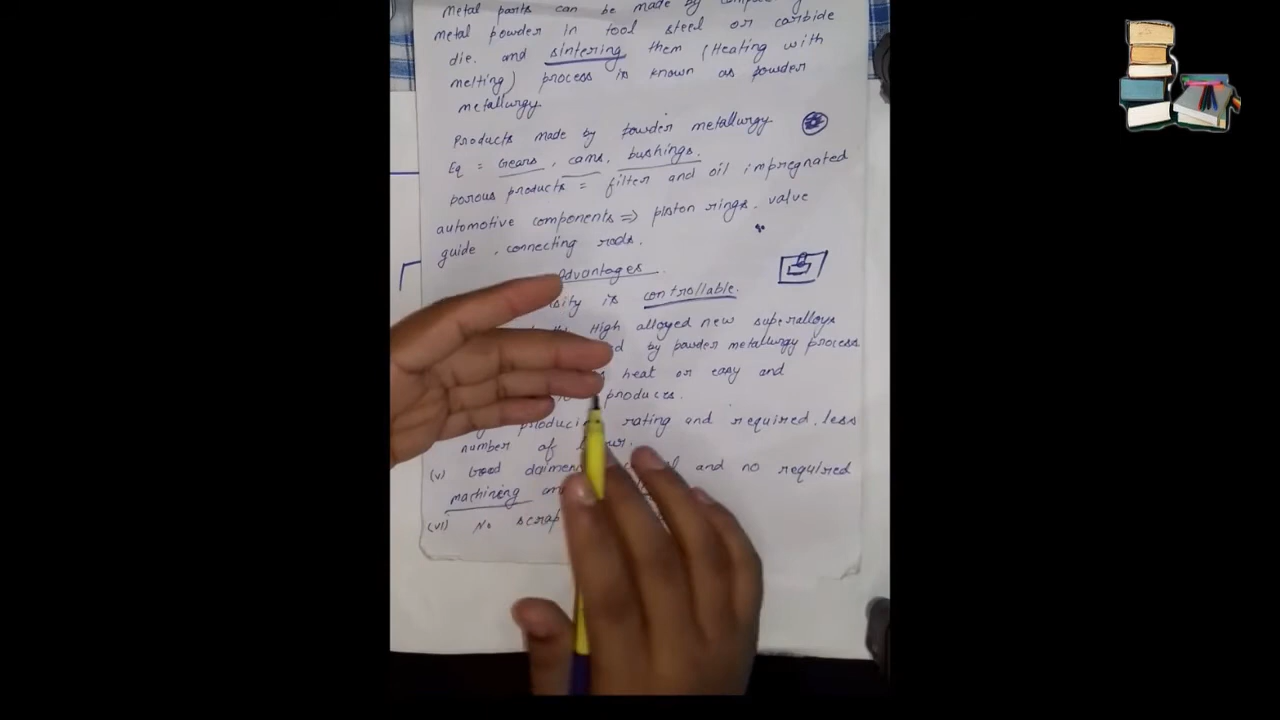 Metal parts can be made by
metal powder in tool steel or carbide
die. and sintering them (Heating with
melting) process is known as powder
metallurgy.
Products made by powder metallurgy
Eg = Gears, cams, bushings.
porous products = filter and oil impregnated
automotive components => piston rings. valve
guide, connecting rods.
Advantages
is controllable.
High alloyed new superalloys
by powder metallurgy process
heat or easy and
produces.
rating and required less
number of
(v) Good and no required
machining
(vi) No scrap